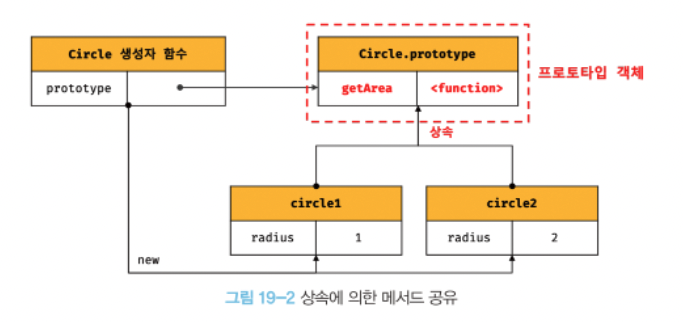 Circle 생성자 함수
prototype
Circle.prototype
getArea <function>
프로토타입 객체
상속
circle1
radius 1
circle2
radius 2
new
그림 19-2 상속에 의한 메서드 공유